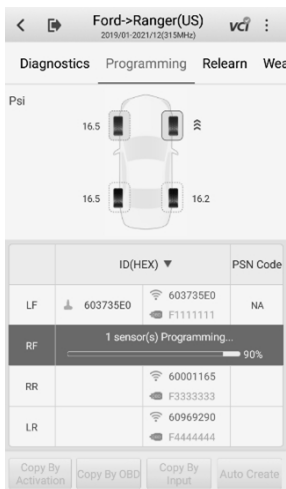 Ford->Ranger(US)
2019/01-2021/12(315MHz)
VCI
Diagnostics Programming Relearn Wea
Psi
16.5
16.5 16.2
ID(HEX) ▼ PSN Code
LF 603735E0 603735E0 NA
F1111111
RF 1 sensor(s) Programming...
90%
RR 60001165
F3333333
LR 60969290
F4444444
Copy By Activation
Copy By OBD
Copy By Input
Auto Create